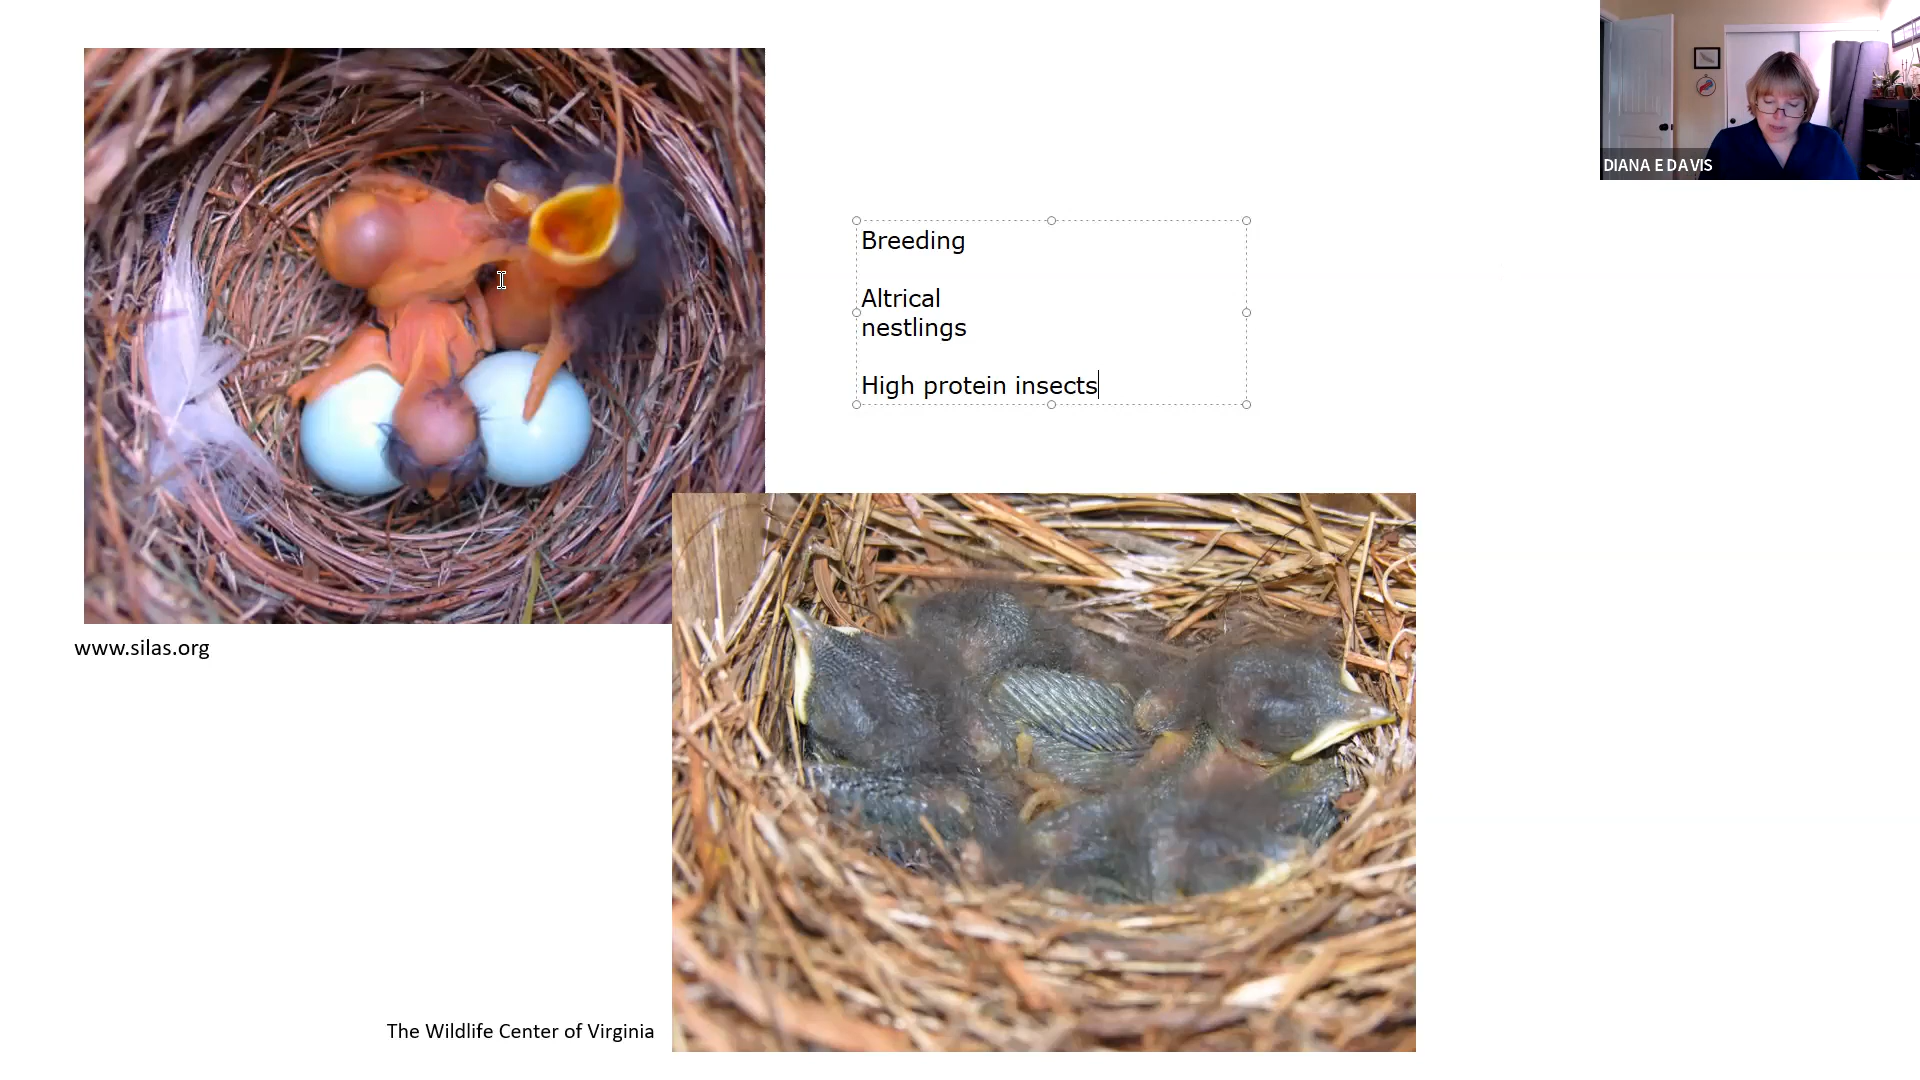 DIANA E DAVIS
Breeding
Altrical
nestlings
High protein insects
www.silas.org
The Wildlife Center of Virginia